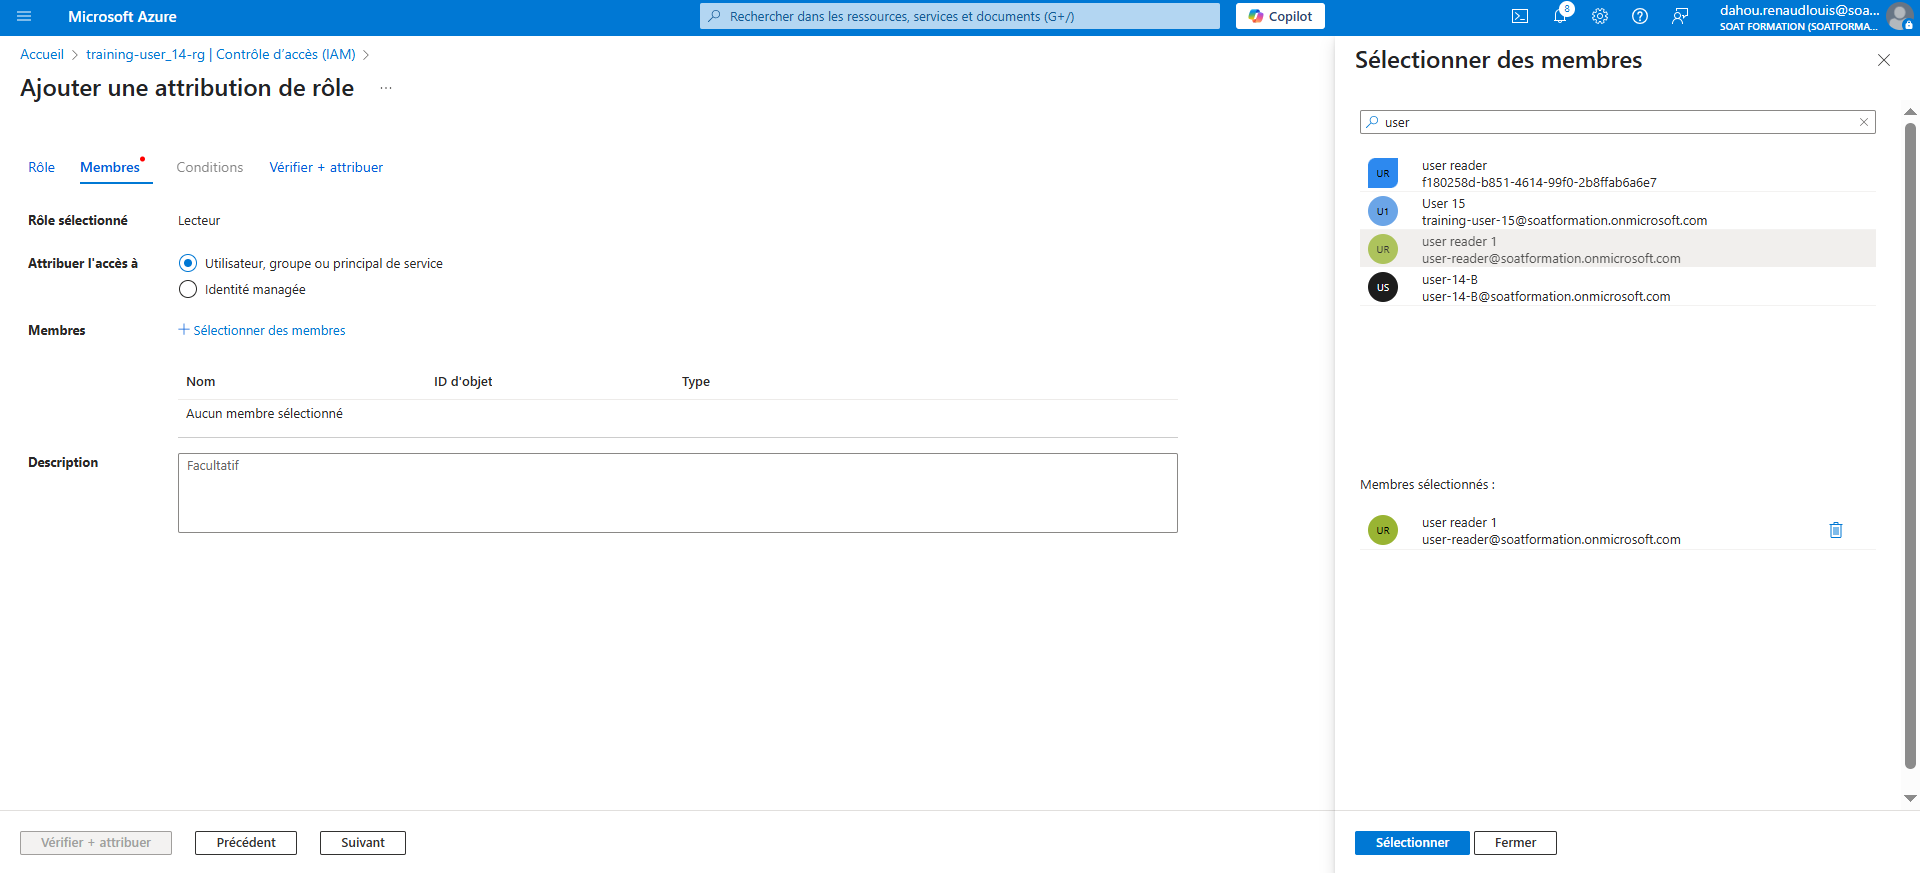 Microsoft Azure
Rechercher dans les ressources, services et documents (G+/)
Copilot
8
dahou.renaudlouis@soa...
SOAT FORMATION (SOATFORMA...
Accueil > training-user_14-rg | Contrôle d'accès (IAM) >
Ajouter une attribution de rôle ...
Rôle
Membres
Conditions
Vérifier + attribuer
Rôle sélectionné
Lecteur
Attribuer l'accès à
Utilisateur, groupe ou principal de service
Identité managée
Membres
+ Sélectionner des membres
Nom
ID d'objet
Type
Aucun membre sélectionné
Description
Facultatif
Vérifier + attribuer
Précédent
Suivant
Sélectionner des membres
user
UR
user reader
f180258d-b851-4614-99f0-2b8ffab6a6e7
U1
User 15
training-user-15@soatformation.onmicrosoft.com
UR
user reader 1
user-reader@soatformation.onmicrosoft.com
US
user-14-B
user-14-B@soatformation.onmicrosoft.com
Membres sélectionnés :
UR
user reader 1
user-reader@soatformation.onmicrosoft.com
Sélectionner
Fermer